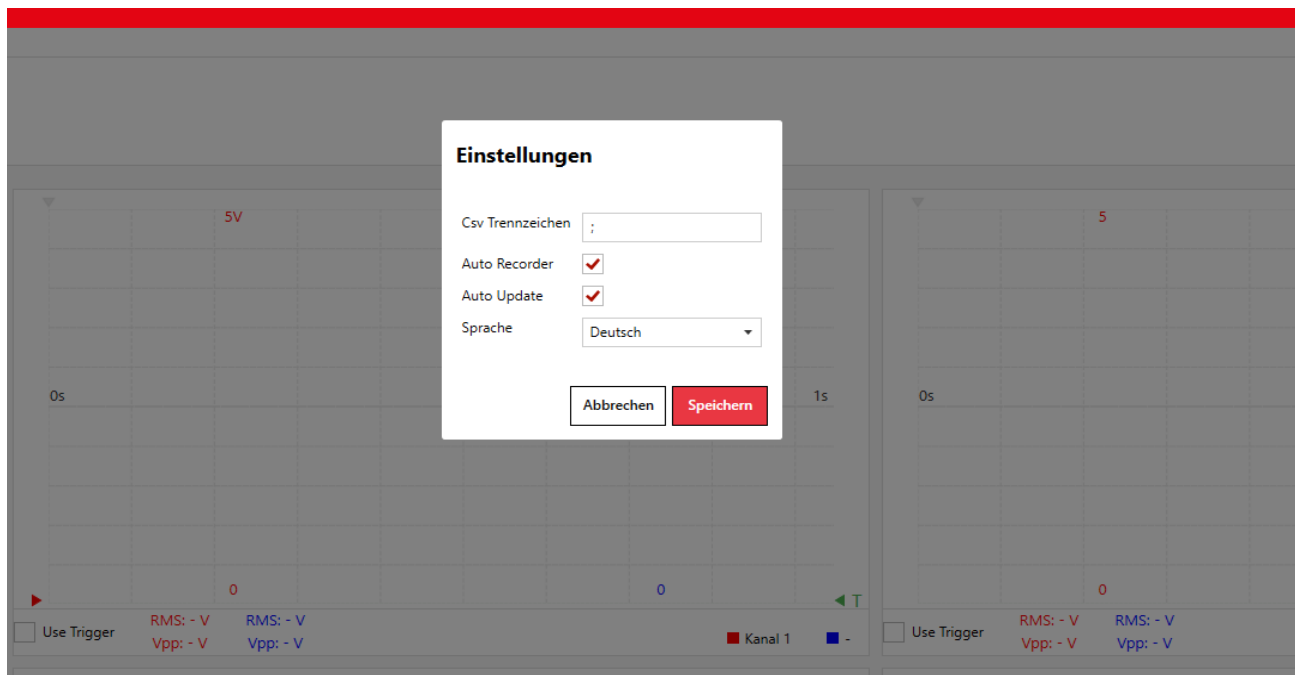 Einstellungen
Csv Trennzeichen ;
Auto Recorder
Auto Update
Sprache Deutsch
Abbrechen Speichern
5V 5
0s 1s 0s
0 0 0
T
Use Trigger RMS: - V RMS: - V Kanal 1 - Use Trigger RMS: - V RMS: - V
Vpp: - V Vpp: - V Vpp: - V Vpp: - V